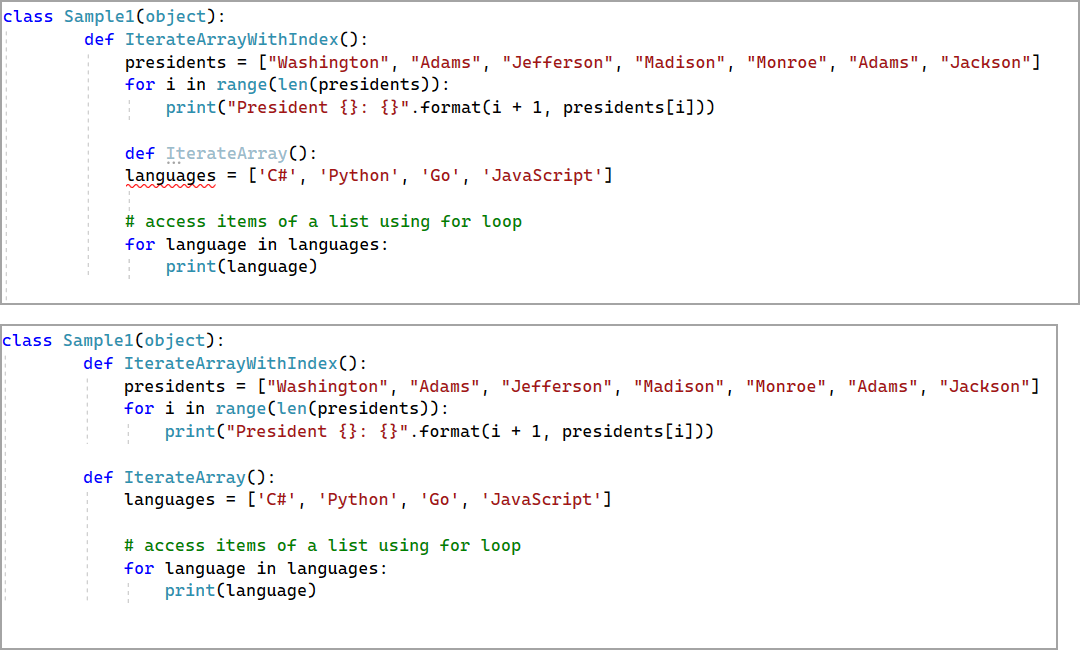 class Sample1(object):
        def IterateArrayWithIndex():
            presidents = ["Washington", "Adams", "Jefferson", "Madison", "Monroe", "Adams", "Jackson"]
            for i in range(len(presidents)):
                print("President {}: {}".format(i + 1, presidents[i]))

            def IterateArray():
            languages = ['C#', 'Python', 'Go', 'JavaScript']

            # access items of a list using for loop
            for language in languages:
                print(language)

class Sample1(object):
        def IterateArrayWithIndex():
            presidents = ["Washington", "Adams", "Jefferson", "Madison", "Monroe", "Adams", "Jackson"]
            for i in range(len(presidents)):
                print("President {}: {}".format(i + 1, presidents[i]))

        def IterateArray():
            languages = ['C#', 'Python', 'Go', 'JavaScript']

            # access items of a list using for loop
            for language in languages:
                print(language)